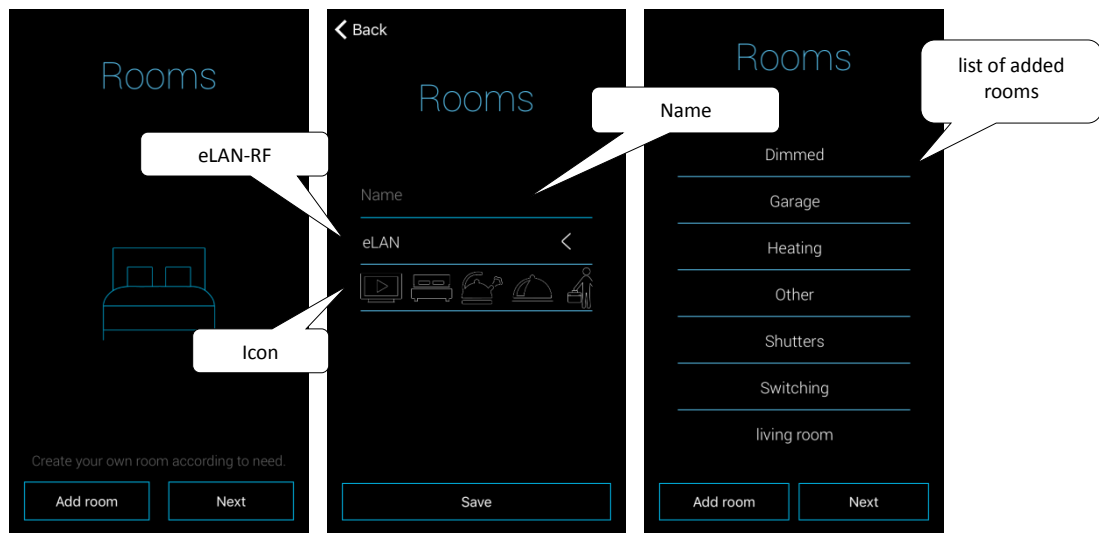 Rooms
Create your own room according to need.
Add room
Next
eLAN-RF
Icon
Back
Rooms
Name
Name
eLAN
Save
Rooms
list of added
rooms
Dimmed
Garage
Heating
Other
Shutters
Switching
living room
Add room
Next